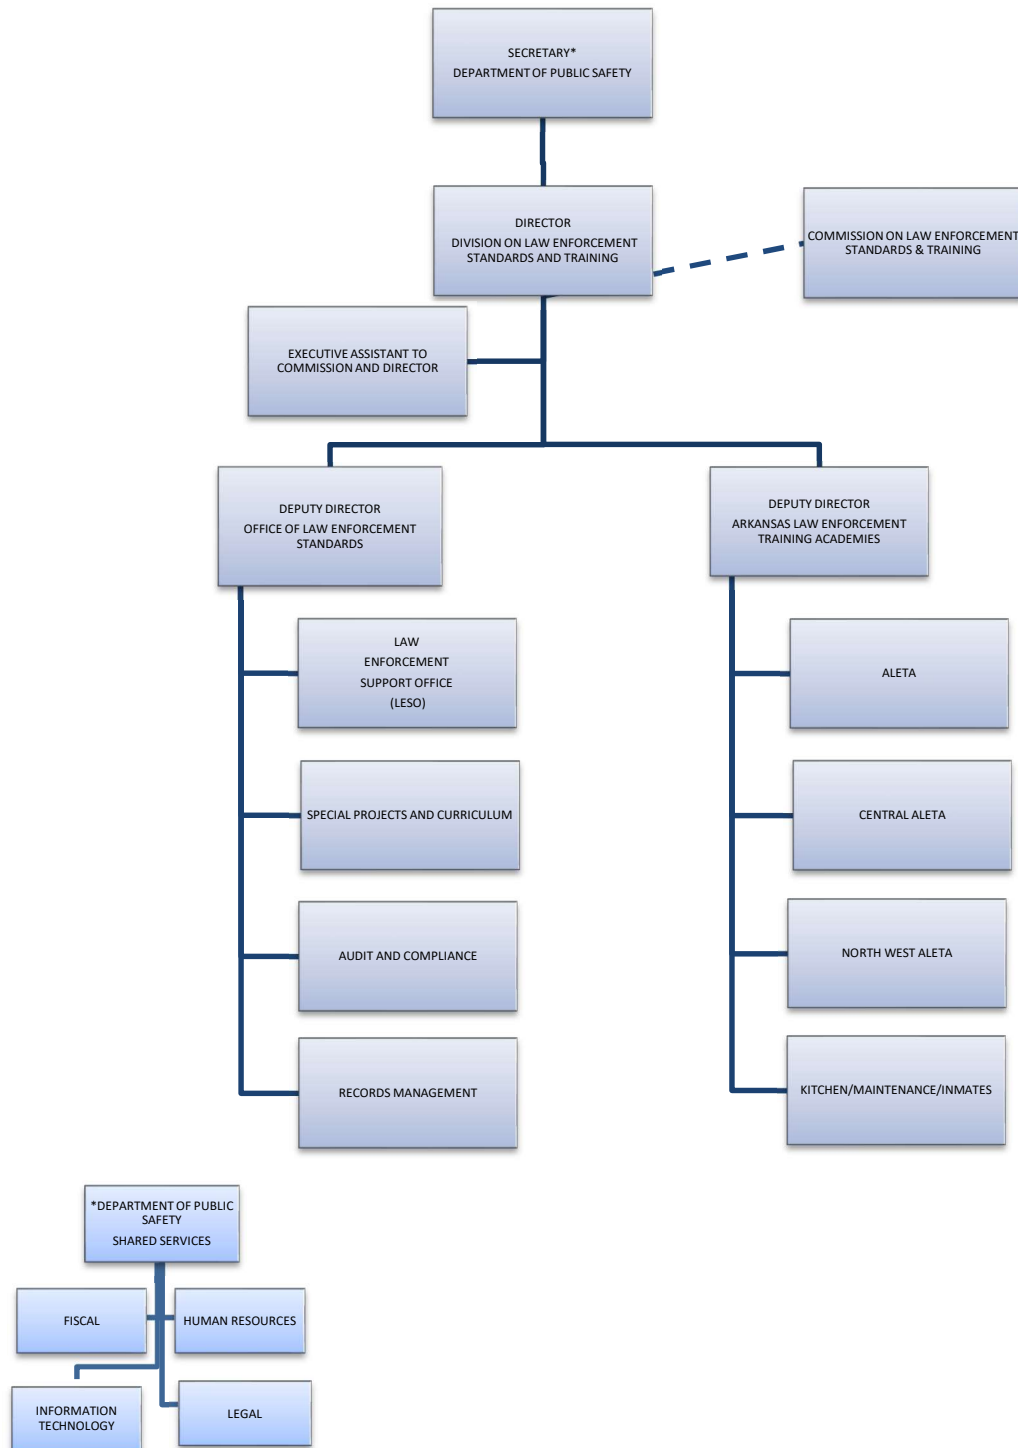 SECRETARY*
DEPARTMENT OF PUBLIC SAFETY
DIRECTOR
DIVISION ON LAW ENFORCEMENT
STANDARDS AND TRAINING
COMMISSION ON LAW ENFORCEMENT
STANDARDS & TRAINING
EXECUTIVE ASSISTANT TO
COMMISSION AND DIRECTOR
DEPUTY DIRECTOR
OFFICE OF LAW ENFORCEMENT
STANDARDS
DEPUTY DIRECTOR
ARKANSAS LAW ENFORCEMENT
TRAINING ACADEMIES
LAW
ENFORCEMENT
SUPPORT OFFICE
(LESO)
ALETA
SPECIAL PROJECTS AND CURRICULUM
CENTRAL ALETA
AUDIT AND COMPLIANCE
NORTH WEST ALETA
RECORDS MANAGEMENT
KITCHEN/MAINTENANCE/INMATES
*DEPARTMENT OF PUBLIC
SAFETY
SHARED SERVICES
FISCAL
HUMAN RESOURCES
INFORMATION
TECHNOLOGY
LEGAL